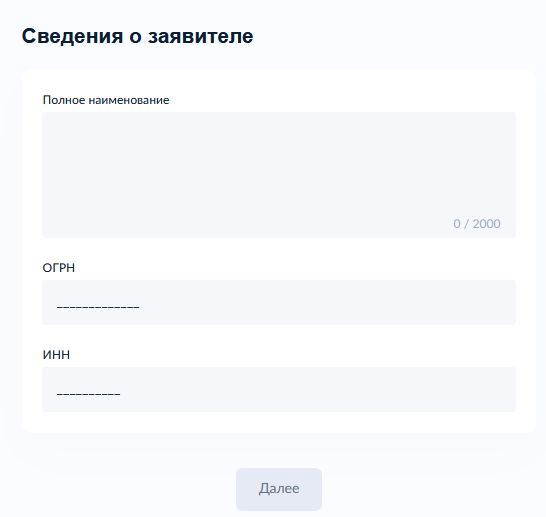 Сведения о заявителе
Полное наименование
0 / 2000
ОГРН
_____________
ИНН
__________
Далее